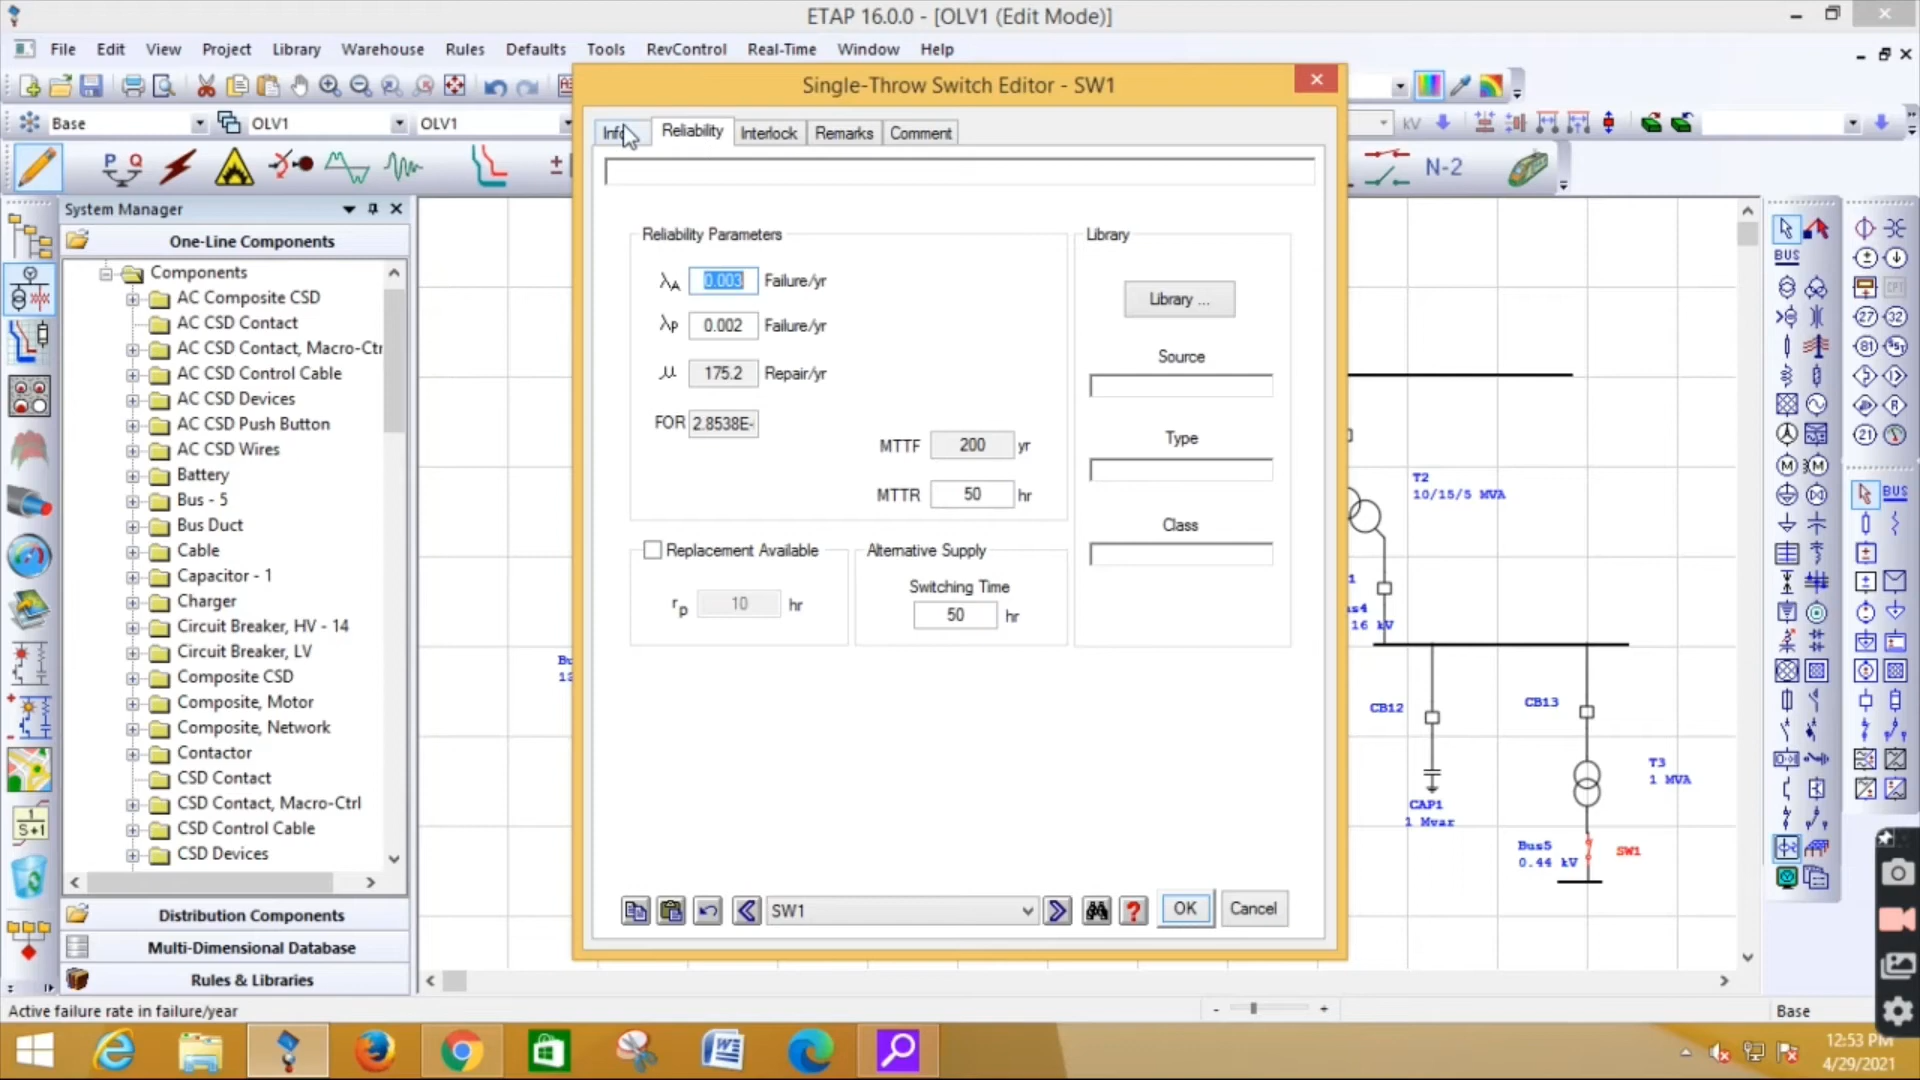 ETAP 16.0.0 - [OLV1 (Edit Mode)]
File Edit View Project Library Warehouse Rules Defaults Tools RevControl Real-Time Window Help
Base OLV1 OLV1 kV
P Q N-2
System Manager
One-Line Components
Components
AC Composite CSD
AC CSD Contact
AC CSD Contact, Macro-Ctr
AC CSD Control Cable
AC CSD Devices
AC CSD Push Button
AC CSD Wires
Battery
Bus - 5
Bus Duct
Cable
Capacitor - 1
Charger
Circuit Breaker, HV - 14
Circuit Breaker, LV
Composite CSD
Composite, Motor
Composite, Network
Contactor
CSD Contact
CSD Contact, Macro-Ctrl
CSD Control Cable
CSD Devices
Distribution Components
Multi-Dimensional Database
Rules & Libraries
Single-Throw Switch Editor - SW1
Info Reliability Interlock Remarks Comment
Reliability Parameters
λA 0.003 Failure/yr
λP 0.002 Failure/yr
μ 175.2 Repair/yr
FOR 2.8538E-
MTTF 200 yr
MTTR 50 hr
Replacement Available
rp 10 hr
Alternative Supply
Switching Time
50 hr
Library
Library ...
Source
Type
Class
SW1
OK Cancel
T2
10/15/5 MVA
16 kV
CB12
CB13
CAP1
1 Mvar
T3
1 MVA
Bus5
0.44 kV
SW1
BUS
BUS
27 32
81
21
Active failure rate in failure/year
Base
12:53 PM
4/29/2021